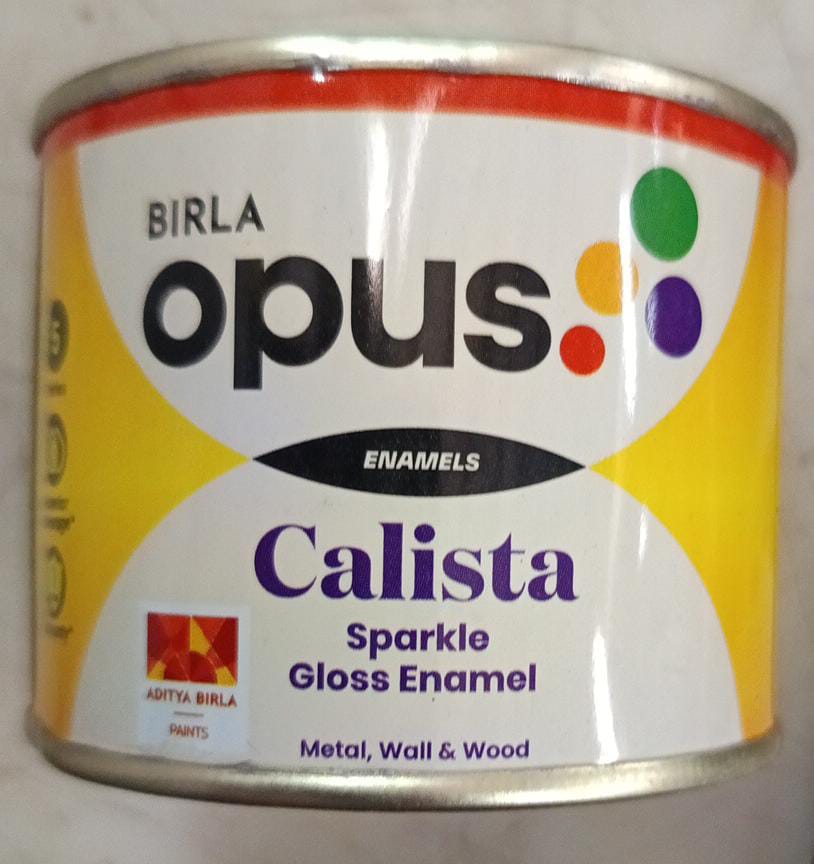 BIRLA
opus.
ENAMELS
Calista
Sparkle
Gloss Enamel
ADITYA BIRLA
PAINTS
Metal, Wall & Wood